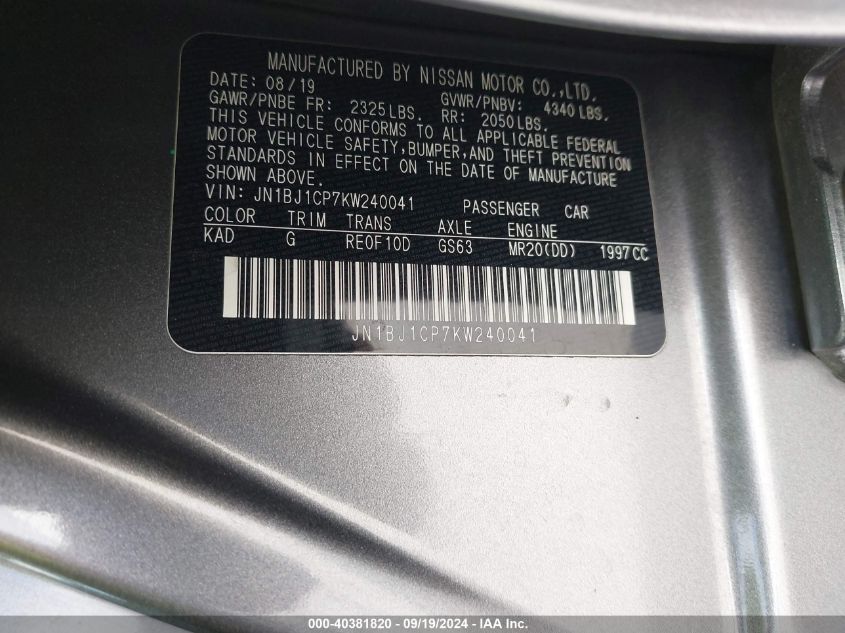 MANUFACTURED BY NISSAN MOTOR CO.,LTD.
DATE: 08/19
GAWR/PNBE FR: 2325 LBS. GVWR/PNBV: 4340 LBS.
RR: 2050 LBS.
THIS VEHICLE CONFORMS TO ALL APPLICABLE FEDERAL
MOTOR VEHICLE SAFETY,BUMPER,AND THEFT PREVENTION
STANDARDS IN EFFECT ON THE DATE OF MANUFACTURE
SHOWN ABOVE.
VIN: JN1BJ1CP7KW240041 PASSENGER CAR
COLOR TRIM TRANS AXLE ENGINE
KAD G RE0F10D GS63 MR20(DD) 1997 CC
JN1BJ1CP7KW240041
000-40381820 - 09/19/2024 - IAA Inc.